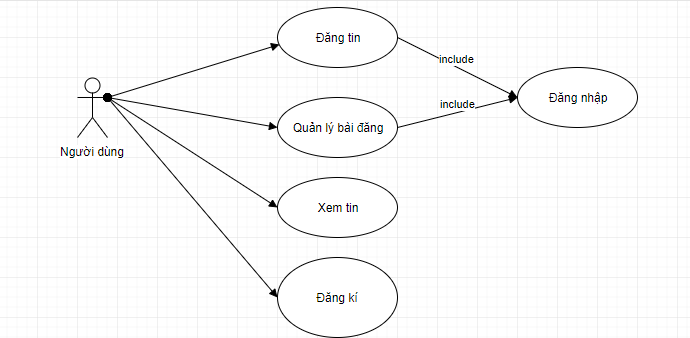 Đăng tin
include
Đăng nhập
include
Quản lý bài đăng
Người dùng
Xem tin
Đăng kí